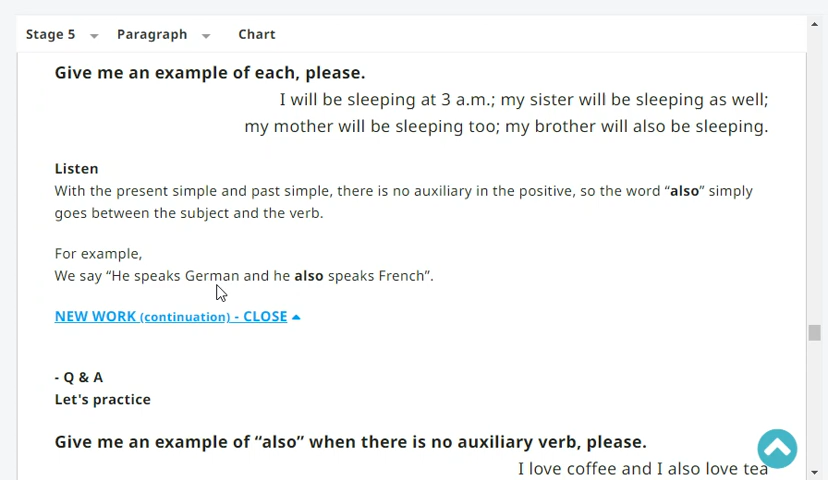 Stage 5 Paragraph Chart
Give me an example of each, please.
I will be sleeping at 3 a.m.; my sister will be sleeping as well;
my mother will be sleeping too; my brother will also be sleeping.
Listen
With the present simple and past simple, there is no auxiliary in the positive, so the word “also” simply
goes between the subject and the verb.
For example,
We say “He speaks German and he also speaks French”.
NEW WORK (continuation) - CLOSE
- Q & A
Let's practice
Give me an example of “also” when there is no auxiliary verb, please.
I love coffee and I also love tea